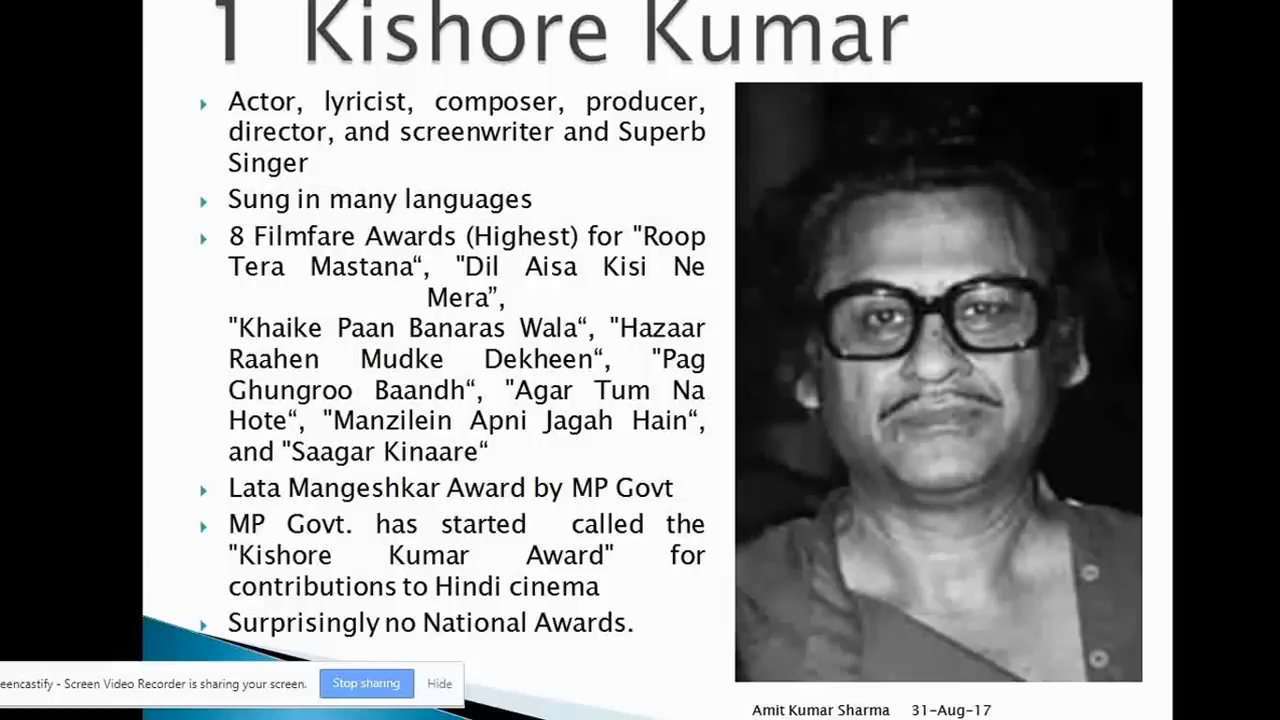 1 Kishore Kumar
Actor, lyricist, composer, producer,
director, and screenwriter and Superb
Singer
Sung in many languages
8 Filmfare Awards (Highest) for "Roop
Tera Mastana“, "Dil Aisa Kisi Ne
Mera”,
"Khaike Paan Banaras Wala“, "Hazaar
Raahen Mudke Dekheen“, "Pag
Ghungroo Baandh“, "Agar Tum Na
Hote“, "Manzilein Apni Jagah Hain“,
and "Saagar Kinaare“
Lata Mangeshkar Award by MP Govt
MP Govt. has started called the
"Kishore Kumar Award" for
contributions to Hindi cinema
Surprisingly no National Awards.
eencastify - Screen Video Recorder is sharing your screen. Stop sharing Hide
Amit Kumar Sharma 31-Aug-17